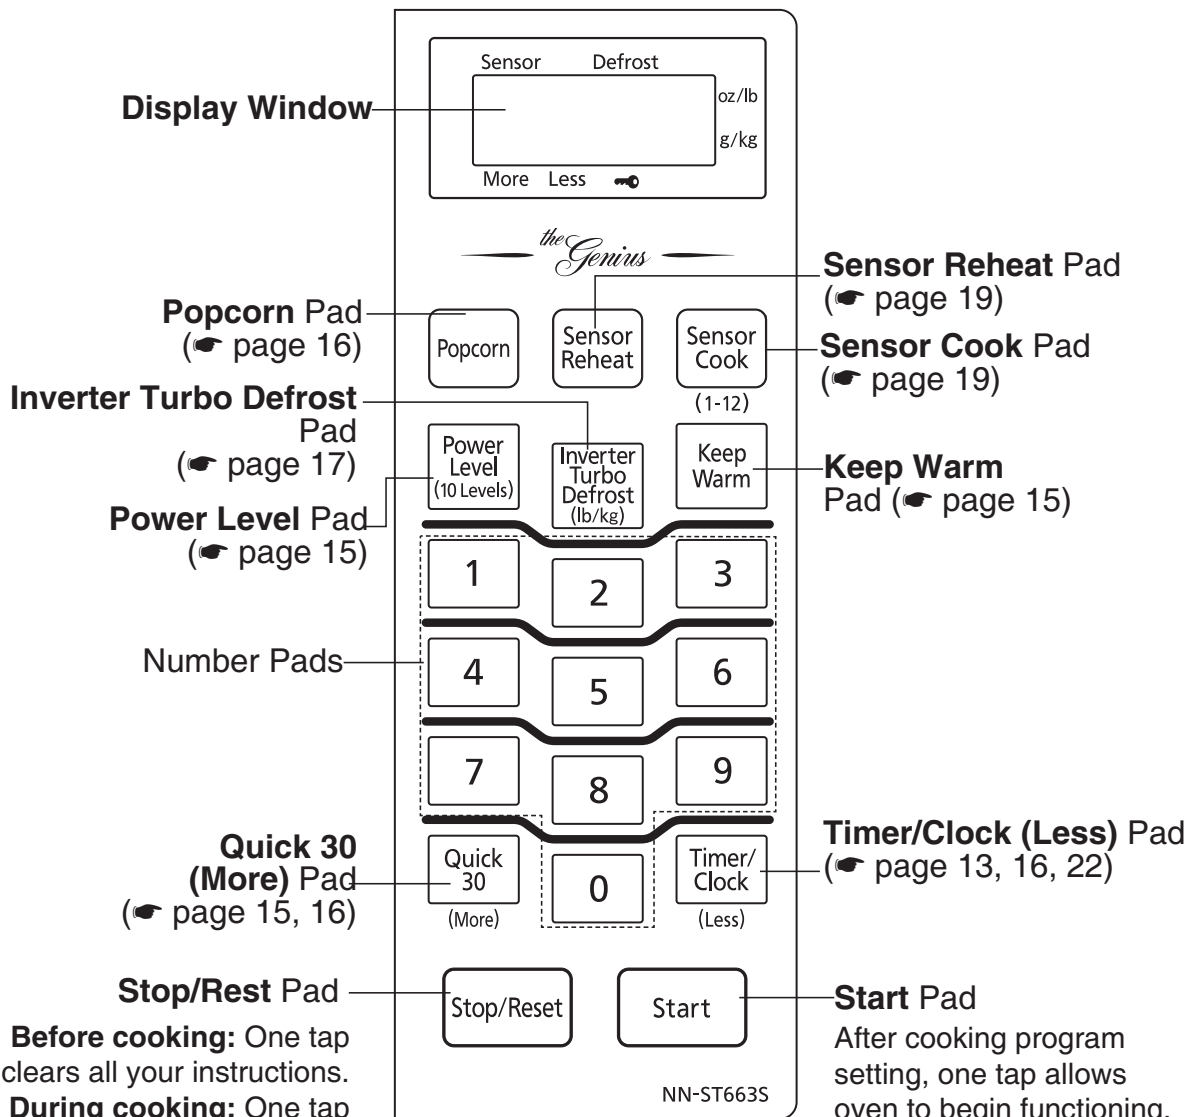 Sensor Defrost
Display Window
oz/lb
g/kg
More Less
the Genius
Sensor Reheat Pad
(☛ page 19)
Popcorn Pad
(☛ page 16)
Popcorn
Sensor
Reheat
Sensor
Cook
(1-12)
Sensor Cook Pad
(☛ page 19)
Inverter Turbo Defrost
Pad
(☛ page 17)
Power
Level
(10 Levels)
Inverter
Turbo
Defrost
(lb/kg)
Keep
Warm
Keep Warm
Pad (☛ page 15)
Power Level Pad
(☛ page 15)
1 2 3
Number Pads
4 5 6
7 8 9
Quick 30
(More) Pad
(☛ page 15, 16)
Quick
30
(More)
0
Timer/
Clock
(Less)
Timer/Clock (Less) Pad
(☛ page 13, 16, 22)
Stop/Rest Pad
Stop/Reset
Start
Start Pad
Before cooking: One tap
clears all your instructions.
During cooking: One tap
After cooking program
setting, one tap allows
oven to begin functioning.
NN-ST663S